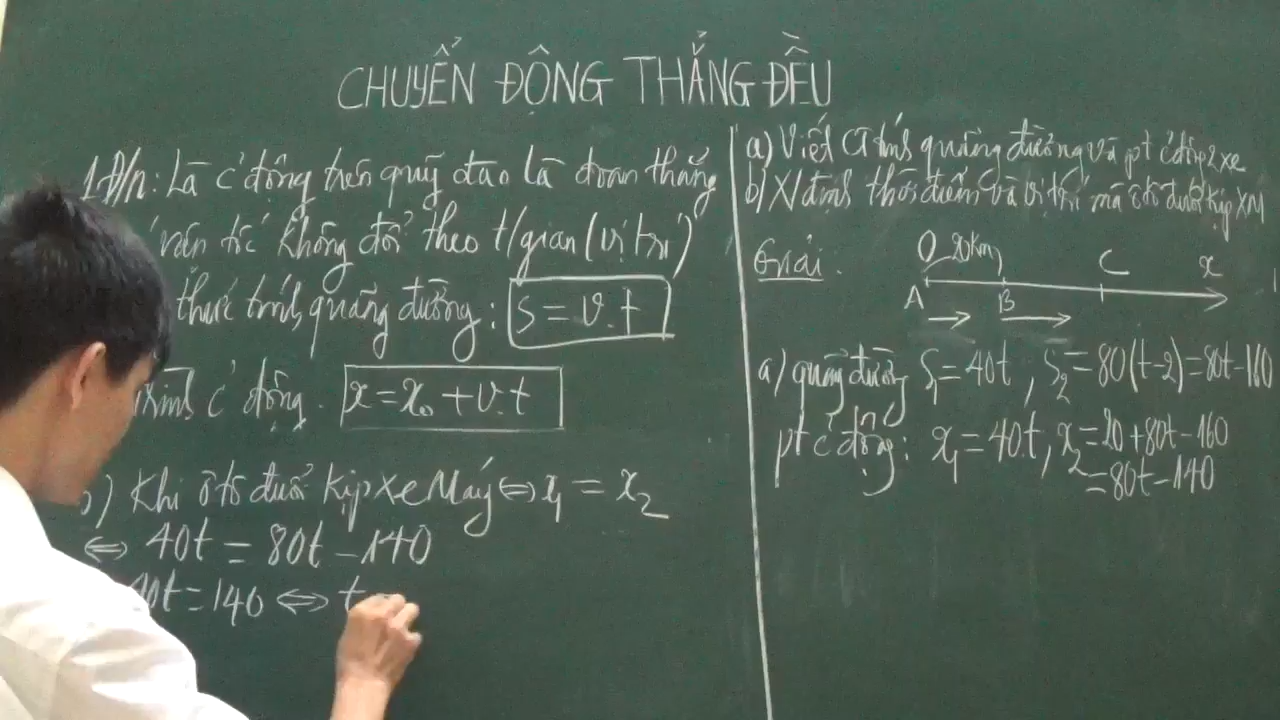 CHUYỂN ĐỘNG THẲNG ĐỀU
1. Đ/n: Là c/động trên quỹ đạo là đoạn thẳng
vận tốc không đổi theo t/gian (vị trí)
thức tính quãng đường: S = v.t
trình c/động. x = x₀ + v.t
b) Khi ôtô đuổi kịp xe Máy ⇔ x₁ = x₂
⇔ 40t = 80t - 140
40t = 140 ⇔ t
a) Viết CT tính quãng đường và pt c/động 2 xe
b) X/định thời điểm và vị trí mà ôtô đuổi kịp XM
Giải.
O 20km C x
A B
a) quãng đường S₁ = 40t, S₂ = 80(t-2) = 80t-160
pt c/động: x₁ = 40t, x₂ = 20 + 80t - 160
= 80t - 140